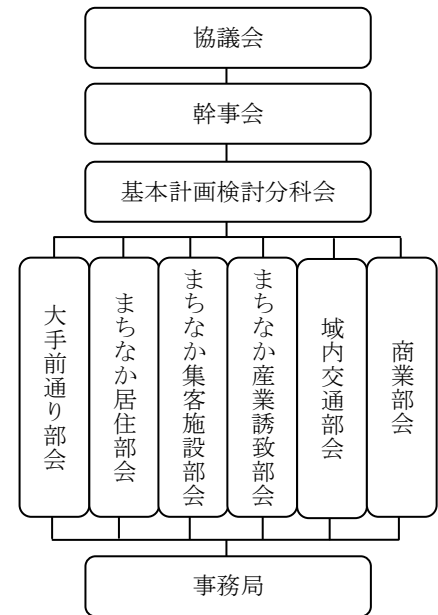 協議会
幹事会
基本計画検討分科会
大手前通り部会
まちなか居住部会
まちなか集客施設部会
まちなか産業誘致部会
域内交通部会
商業部会
事務局